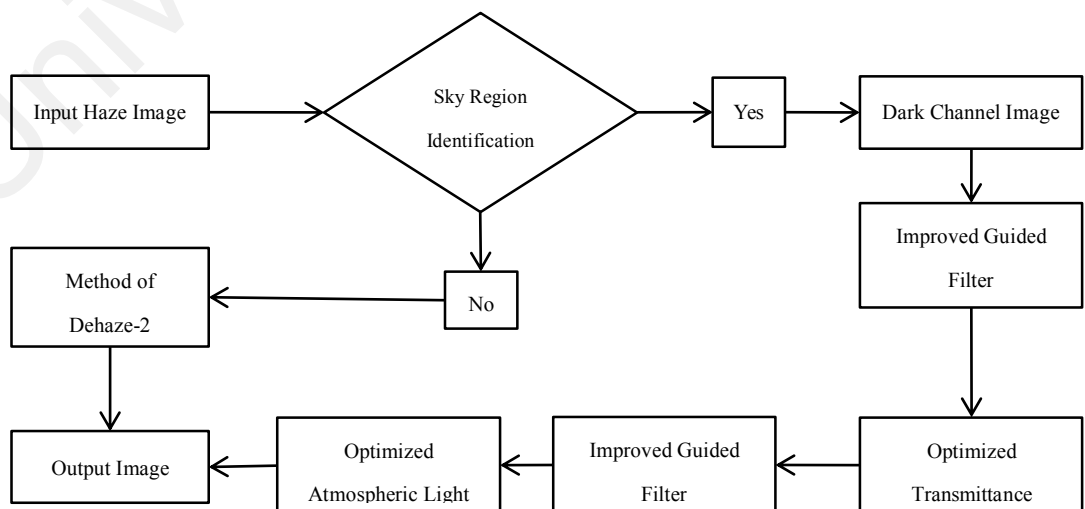 Univ
Input Haze Image
Sky Region
Identification
Yes
Dark Channel Image
Improved Guided
Filter
No
Method of
Dehaze-2
Output Image
Optimized
Atmospheric Light
Improved Guided
Filter
Optimized
Transmittance